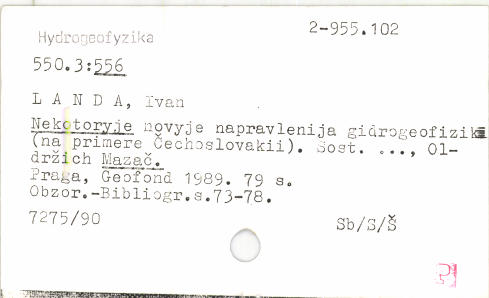 2-955.102
Hydrogeofyzika
550.3:556
L A N D A, Ivan
Nekotoryje novyje napravlenija gidrogeofiziki
(na primere Čechoslovakii). Sost. ..., Ol-
držich Mazač.
Praga, Geofond 1989. 79 s.
Obzor.-Bibliogr.s.73-78.
7275/90
Sb/S/Š